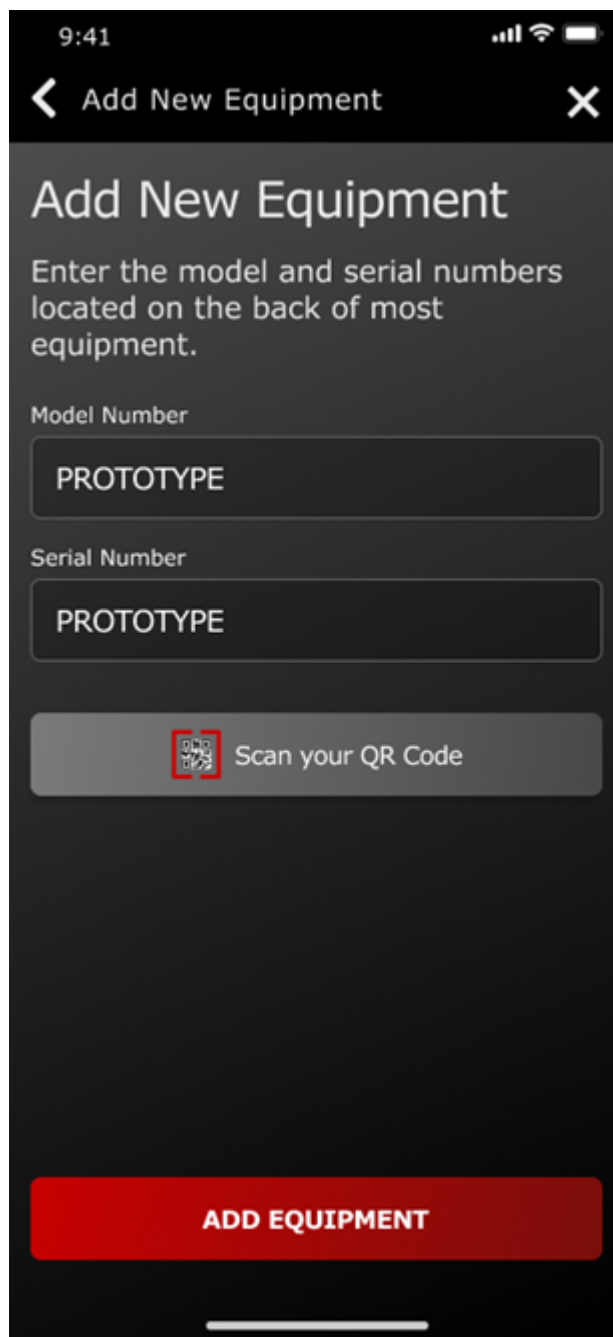 9:41
Add New Equipment
Add New Equipment
Enter the model and serial numbers
located on the back of most
equipment.
Model Number
PROTOTYPE
Serial Number
PROTOTYPE
Scan your QR Code
ADD EQUIPMENT